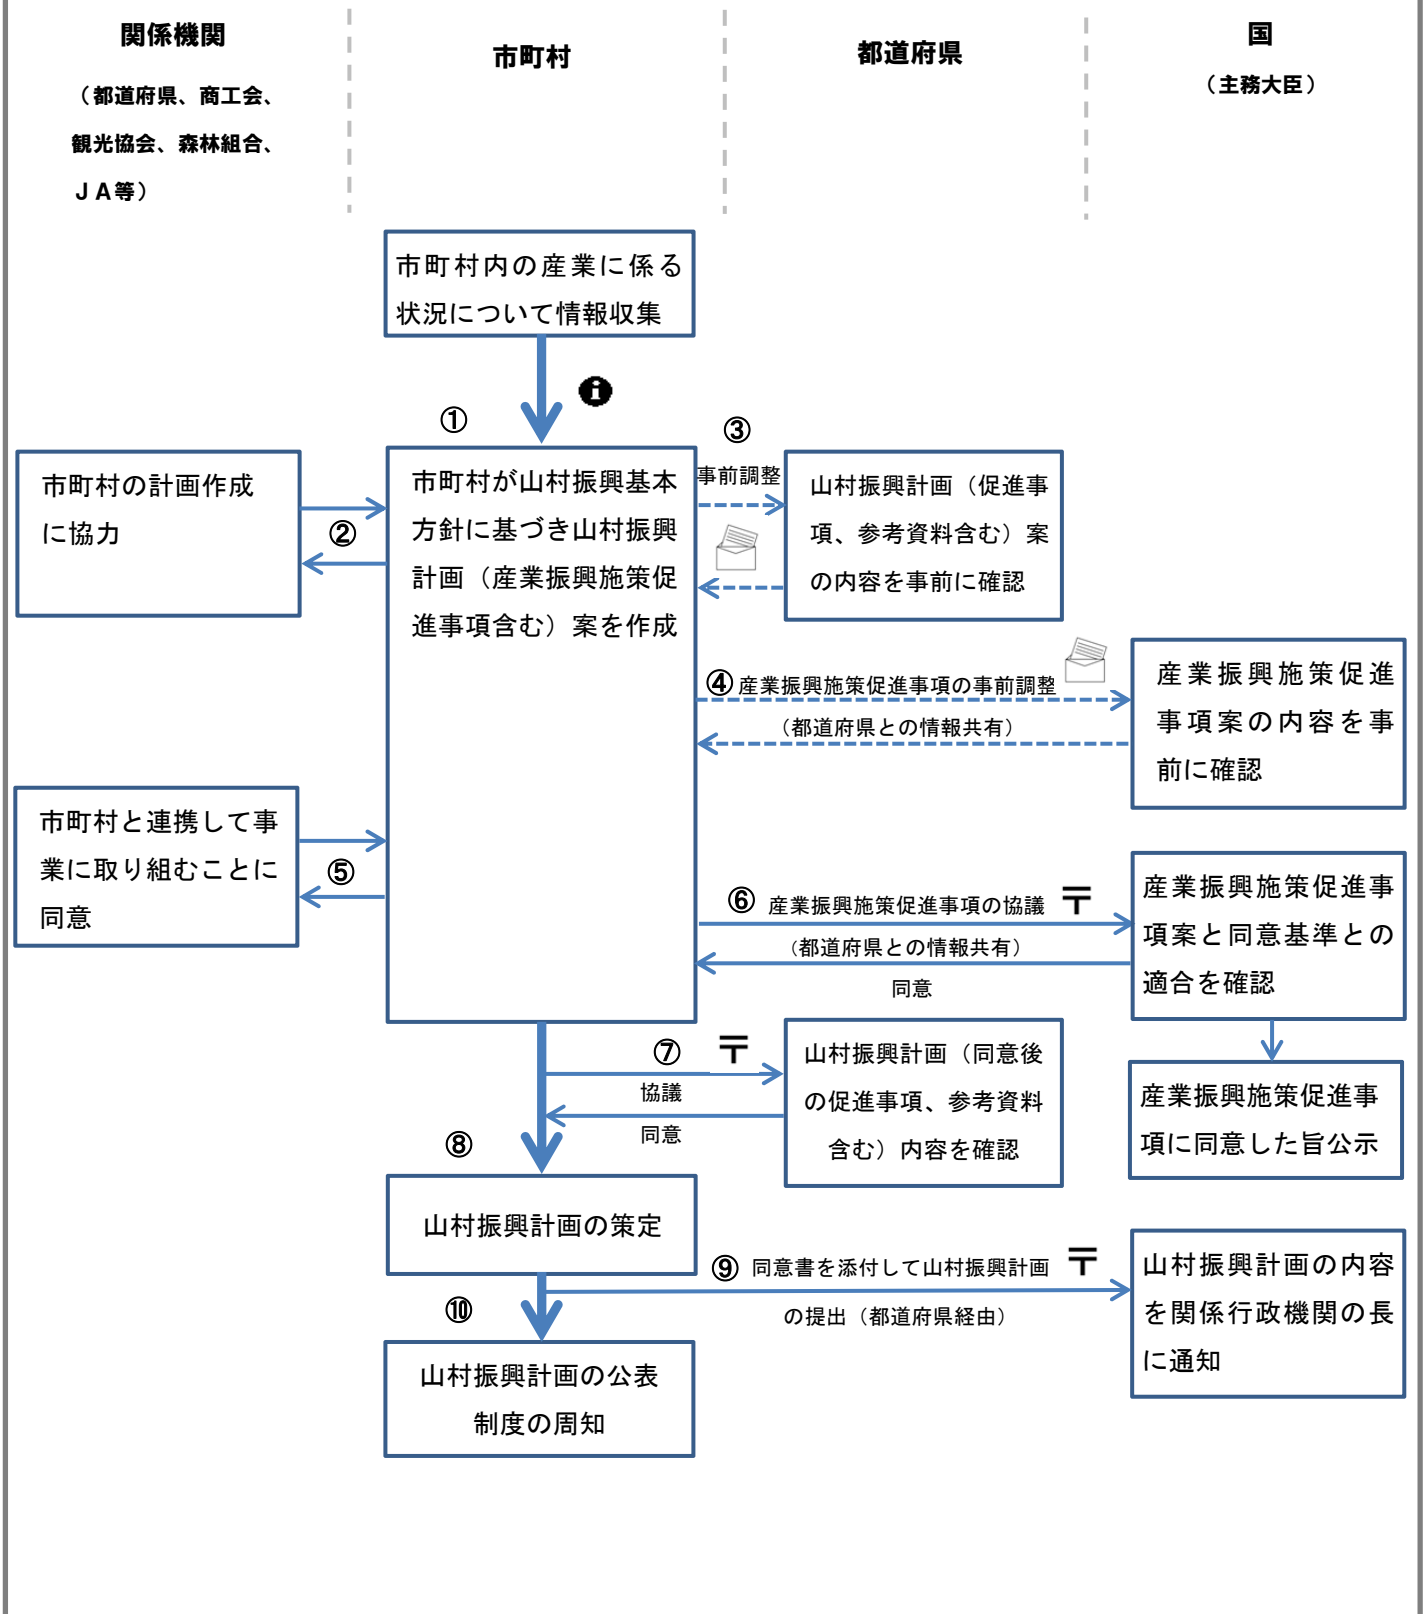 関係機関
（都道府県、商工会、
観光協会、森林組合、
ＪＡ等）
市町村
都道府県
国
（主務大臣）
市町村内の産業に係る
状況について情報収集
①
市町村の計画作成
に協力
②
市町村が山村振興基本
方針に基づき山村振興
計画（産業振興施策促
進事項含む）案を作成
③
事前調整
山村振興計画（促進事
項、参考資料含む）案
の内容を事前に確認
④産業振興施策促進事項の事前調整
（都道府県との情報共有）
産業振興施策促進
事項案の内容を事
前に確認
市町村と連携して事
業に取り組むことに
同意
⑤
⑥ 産業振興施策促進事項の協議 〒
（都道府県との情報共有）
同意
産業振興施策促進事
項案と同意基準との
適合を確認
⑦ 〒
協議
同意
山村振興計画（同意後
の促進事項、参考資料
含む）内容を確認
産業振興施策促進事
項に同意した旨公示
⑧
山村振興計画の策定
⑨ 同意書を添付して山村振興計画 〒
の提出（都道府県経由）
山村振興計画の内容
を関係行政機関の長
に通知
⑩
山村振興計画の公表
制度の周知